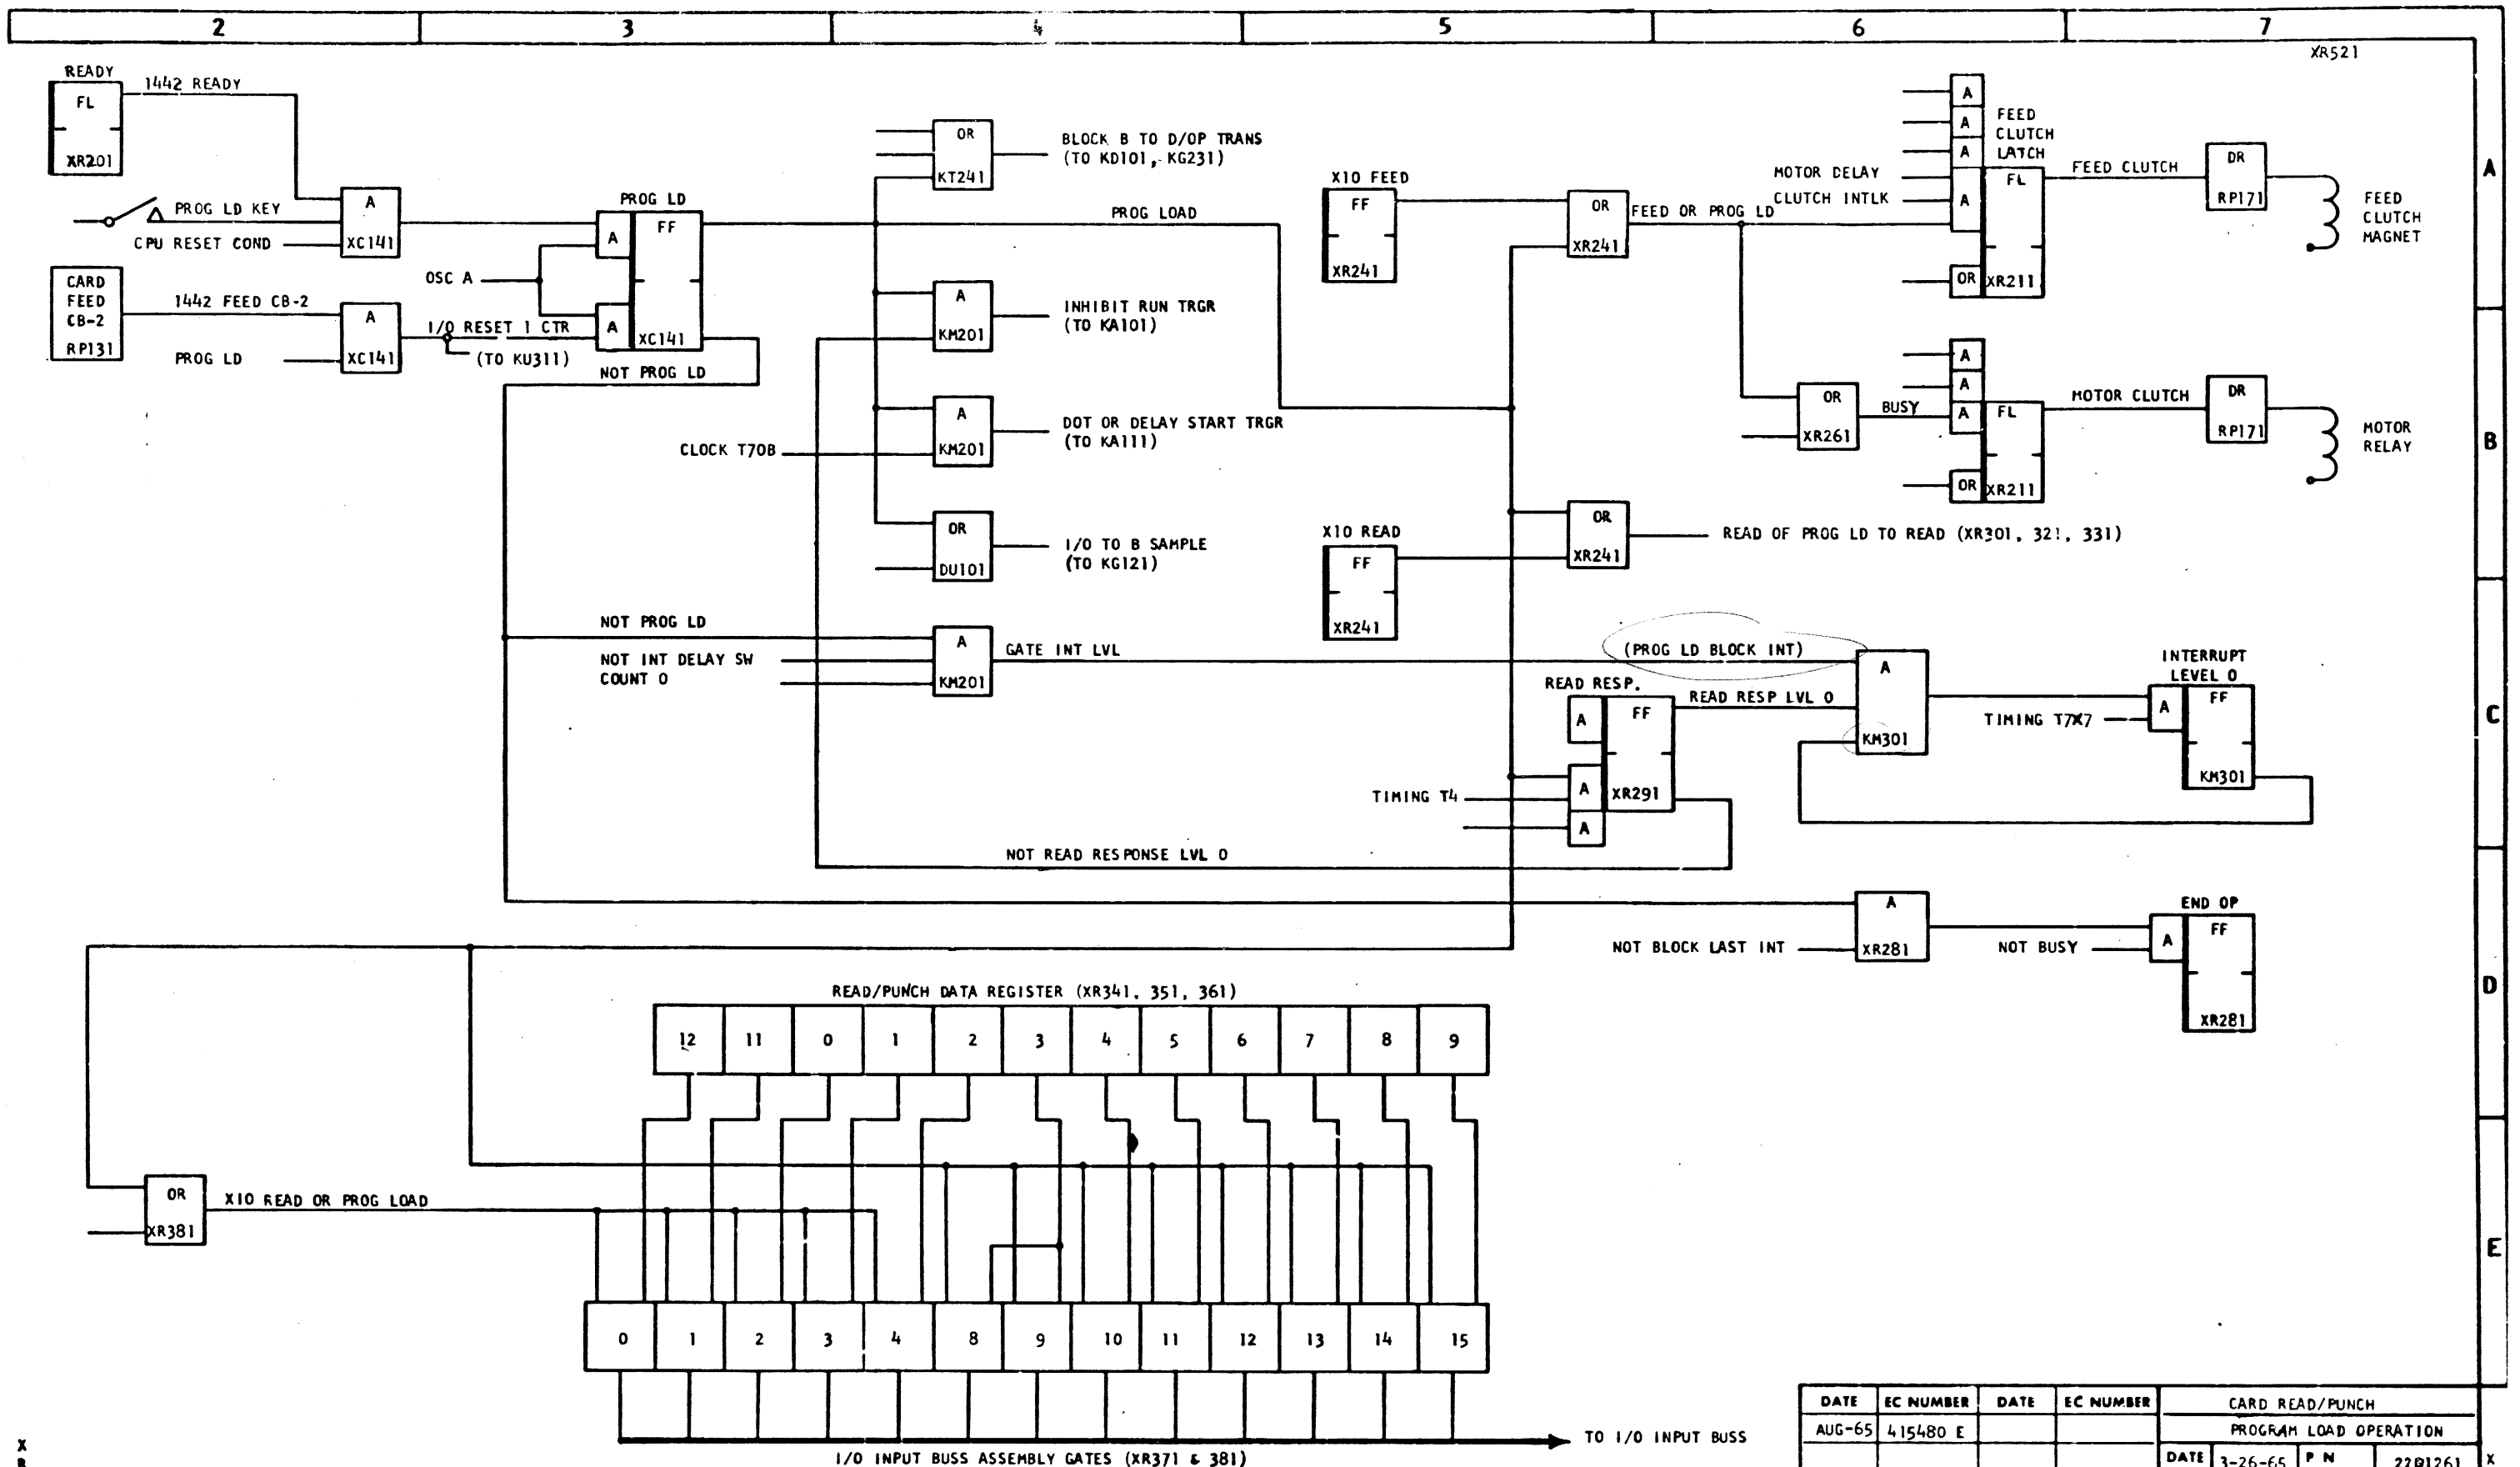 2 3 4 5 6 7
XR521
READY
FL
XR201
1442 READY
PROG LD KEY
CPU RESET COND
A
XC141
CARD
FEED
CB-2
RP131
1442 FEED CB-2
PROG LD
A
XC141
I/O RESET I CTR
(TO KU311)
OSC A
PROG LD
A
FF
A
XC141
NOT PROG LD
OR
KT241
BLOCK B TO D/OP TRANS
(TO KD101, KG231)
PROG LOAD
A
KM201
INHIBIT RUN TRGR
(TO KA101)
A
KM201
CLOCK T70B
DOT OR DELAY START TRGR
(TO KA111)
OR
DU101
I/O TO B SAMPLE
(TO KG121)
NOT PROG LD
NOT INT DELAY SW
COUNT 0
A
KM201
GATE INT LVL
X10 FEED
FF
XR241
OR
XR241
FEED OR PROG LD
MOTOR DELAY
CLUTCH INTLK
A
A
A
A
OR
FEED
CLUTCH
LATCH
FL
XR211
FEED CLUTCH
DR
RP171
FEED
CLUTCH
MAGNET
A
OR
XR261
BUSY
A
A
A
OR
FL
XR211
MOTOR CLUTCH
DR
RP171
MOTOR
RELAY
B
X10 READ
FF
XR241
OR
XR241
READ OF PROG LD TO READ (XR301, 321, 331)
(PROG LD BLOCK INT)
READ RESP.
A
FF
A
XR291
A
TIMING T4
READ RESP LVL 0
A
KM301
INTERRUPT
LEVEL 0
TIMING T7X7
A
FF
KM301
C
NOT READ RESPONSE LVL 0
NOT BLOCK LAST INT
A
XR281
NOT BUSY
END OP
A
FF
XR281
D
READ/PUNCH DATA REGISTER (XR341, 351, 361)
12 11 0 1 2 3 4 5 6 7 8 9
OR
XR381
X10 READ OR PROG LOAD
E
0 1 2 3 4 8 9 10 11 12 13 14 15
TO I/O INPUT BUSS
I/O INPUT BUSS ASSEMBLY GATES (XR371 & 381)
DATE EC NUMBER DATE EC NUMBER
AUG-65 415480 E
CARD READ/PUNCH
PROGRAM LOAD OPERATION
DATE 3-26-65 P N 2281261
X
R
X